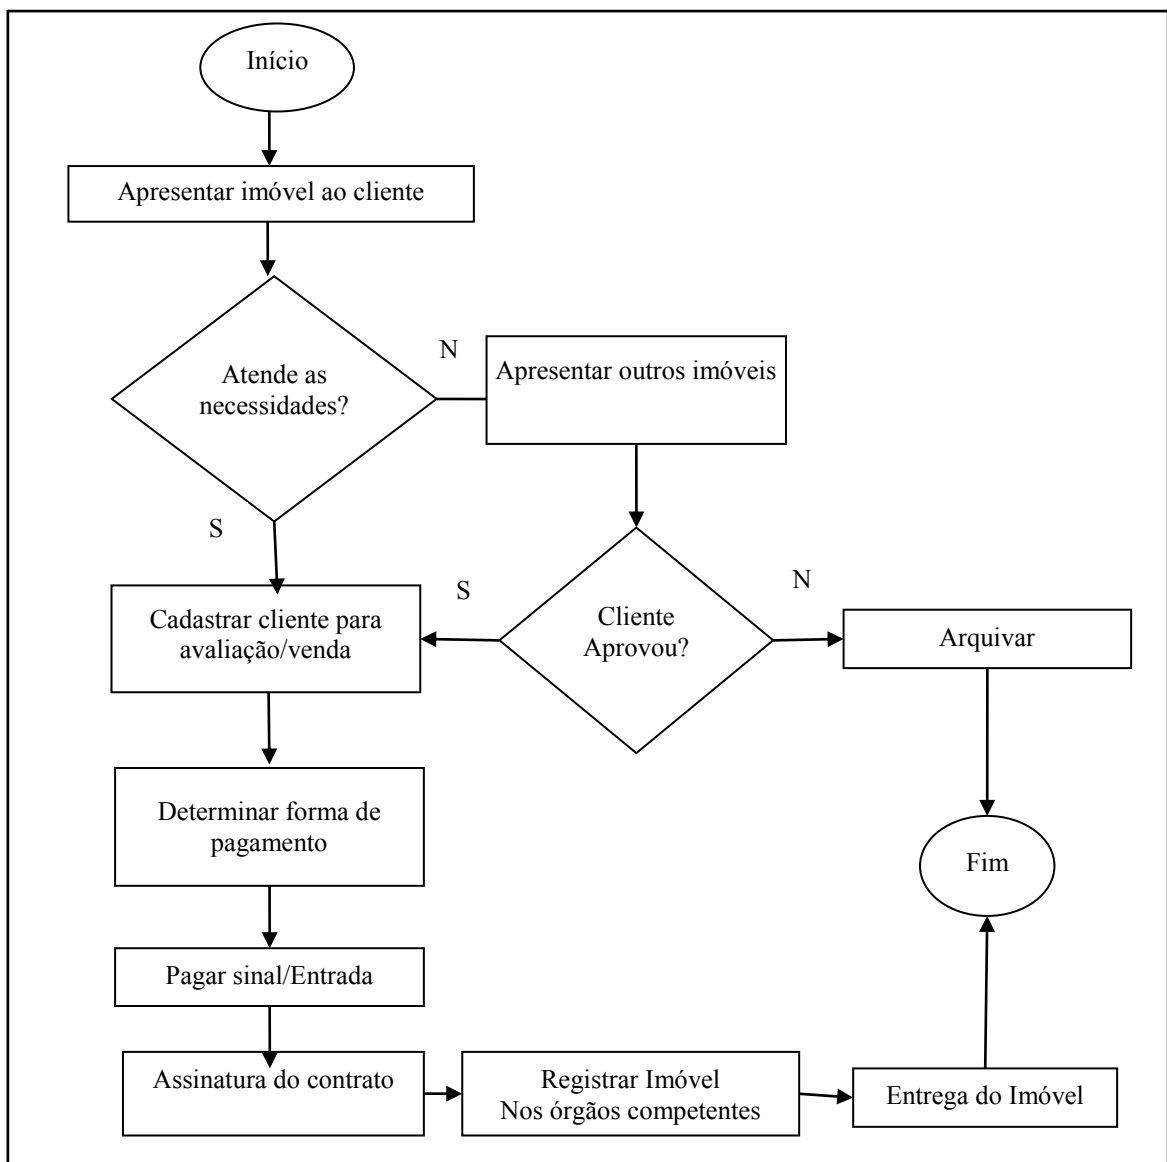 Início
Apresentar imóvel ao cliente
Atende as
necessidades?
N
Apresentar outros imóveis
S
Cadastrar cliente para
avaliação/venda
S
Cliente
Aprovou?
N
Arquivar
Determinar forma de
pagamento
Fim
Pagar sinal/Entrada
Assinatura do contrato
Registrar Imóvel
Nos órgãos competentes
Entrega do Imóvel